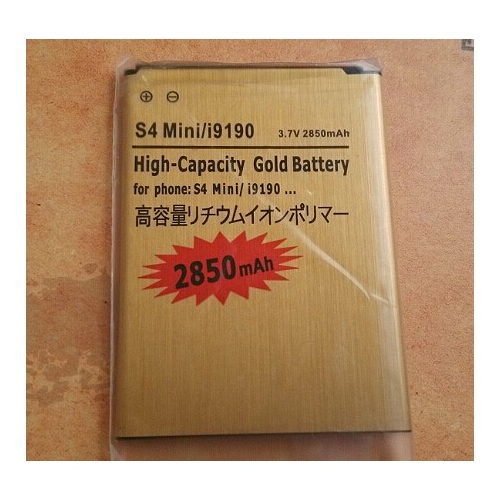 ⊕ ⊖
S4 Mini/i9190 3.7V 2850mAh
High-Capacity Gold Battery
for phone: S4 Mini/ i9190 ...
高容量リチウムイオンポリマー
2850mAh